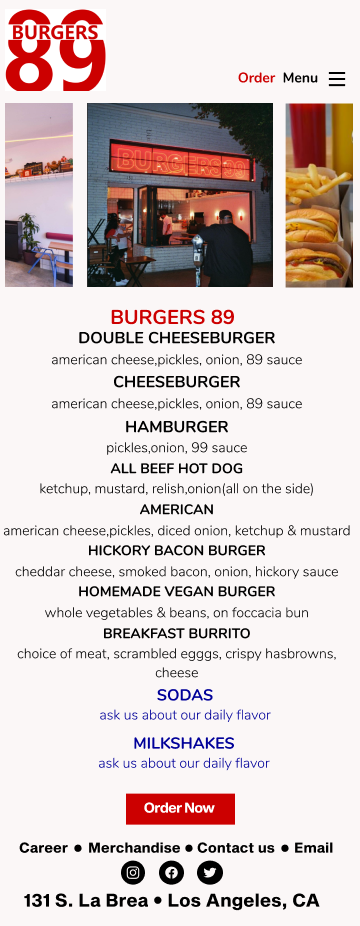 BURGERS
89
Order Menu
BURGERS 89
BURGERS 89
DOUBLE CHEESEBURGER
american cheese,pickles, onion, 89 sauce
CHEESEBURGER
american cheese,pickles, onion, 89 sauce
HAMBURGER
pickles,onion, 99 sauce
ALL BEEF HOT DOG
ketchup, mustard, relish,onion(all on the side)
AMERICAN
american cheese,pickles, diced onion, ketchup & mustard
HICKORY BACON BURGER
cheddar cheese, smoked bacon, onion, hickory sauce
HOMEMADE VEGAN BURGER
whole vegetables & beans, on foccacia bun
BREAKFAST BURRITO
choice of meat, scrambled egggs, crispy hasbrowns,
cheese
SODAS
ask us about our daily flavor
MILKSHAKES
ask us about our daily flavor
Order Now
Career • Merchandise • Contact us • Email
131 S. La Brea • Los Angeles, CA